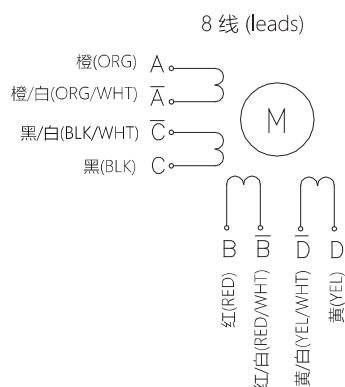 8 线 (leads)
橙(ORG) A
橙/白(ORG/WHT) A̅
M
黑/白(BLK/WHT) C̅
黑(BLK) C
B B̅ D̅ D
红(RED)
红/白(RED/WHT)
黄/白(YEL/WHT)
黄(YEL)